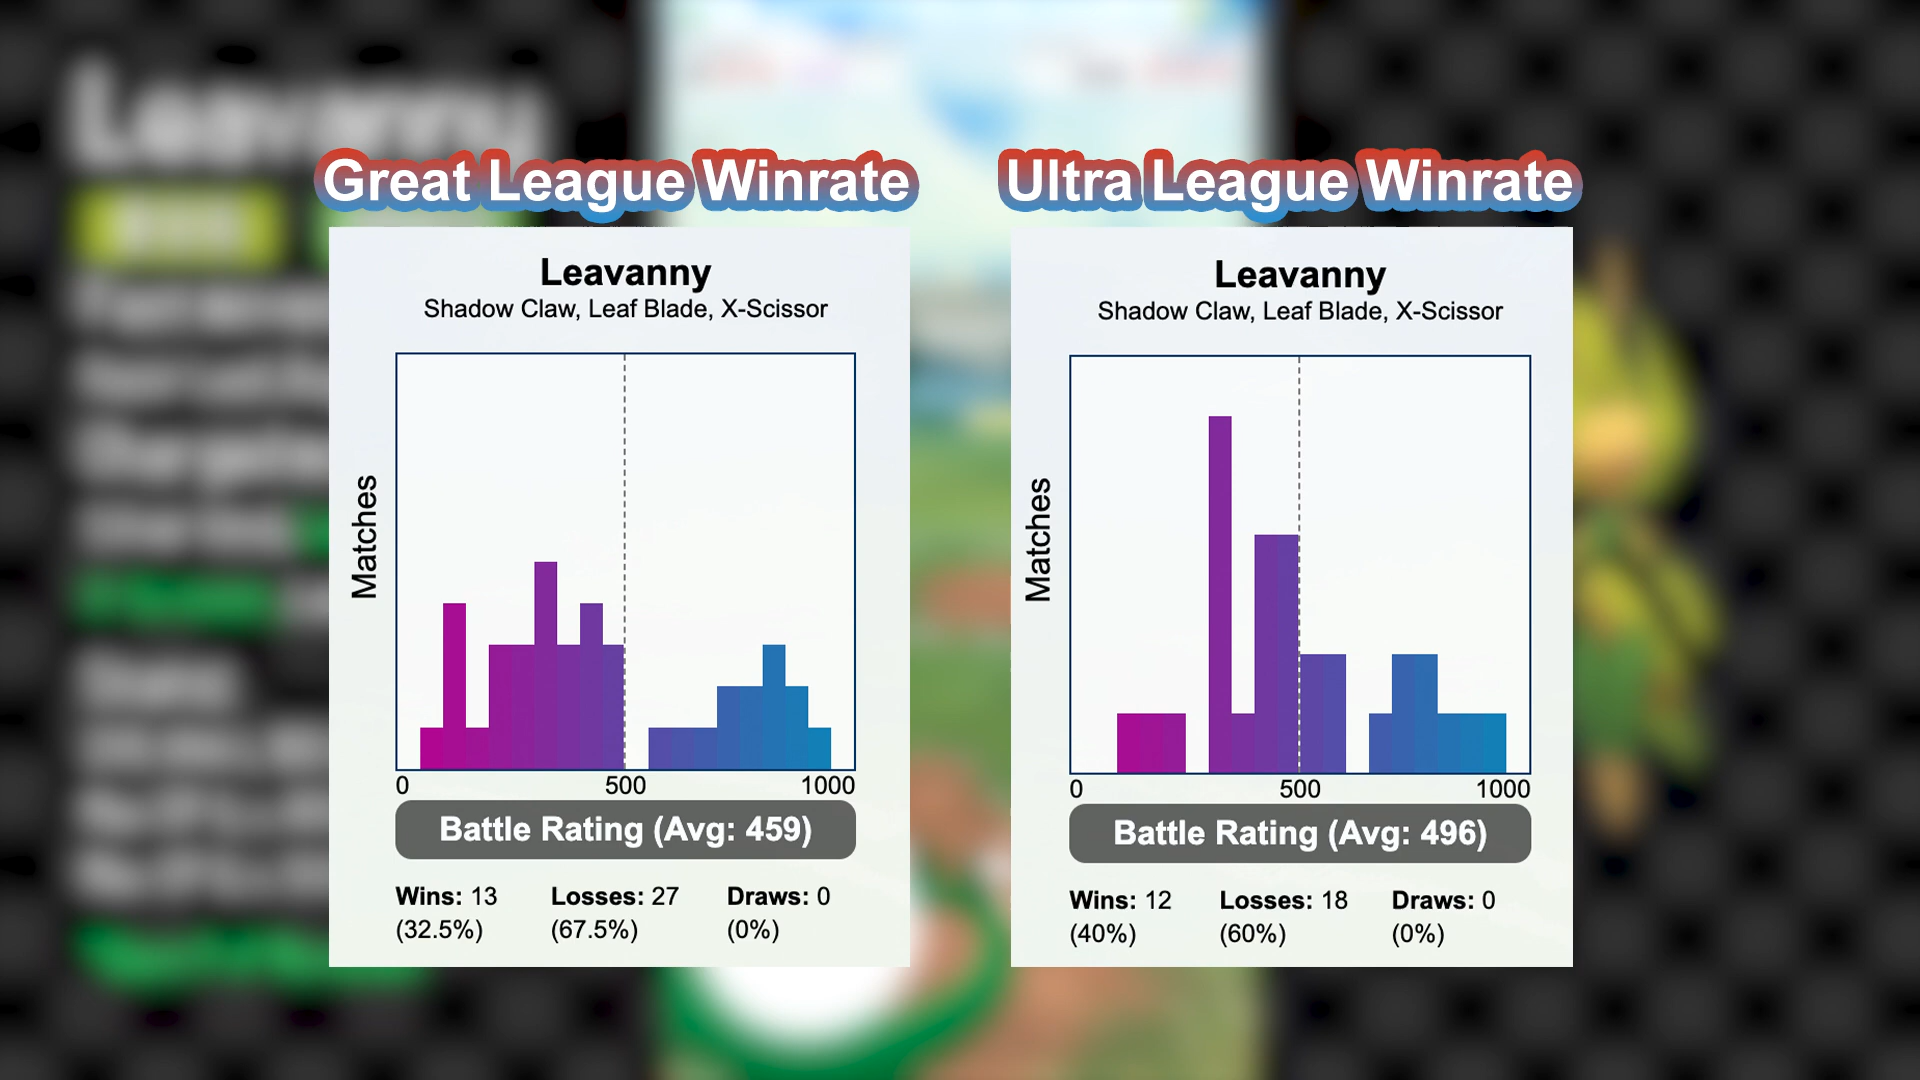 Leavanny
Great League Winrate
Leavanny
Shadow Claw, Leaf Blade, X-Scissor
Matches
0 500 1000
Battle Rating (Avg: 459)
Wins: 13 Losses: 27 Draws: 0
(32.5%) (67.5%) (0%)
Ultra League Winrate
Leavanny
Shadow Claw, Leaf Blade, X-Scissor
Matches
0 500 1000
Battle Rating (Avg: 496)
Wins: 12 Losses: 18 Draws: 0
(40%) (60%) (0%)